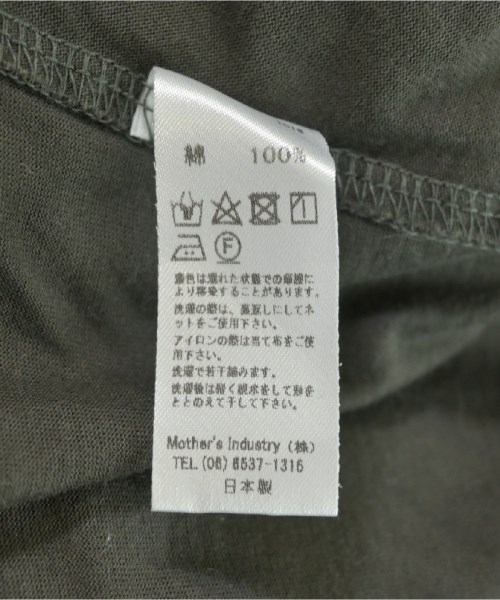 綿 100%
F
濃色は濡れた状態での摩擦に
より移染することがあります。
洗濯の際は、裏返しにしてネ
ットをご使用下さい。
アイロンの際は当て布をご使
用下さい。
洗濯で若干縮みます。
洗濯後は軽く脱水をして形を
ととのえて干して下さい。
Mother's Industry (株)
TEL (06) 6537-1316
日本製